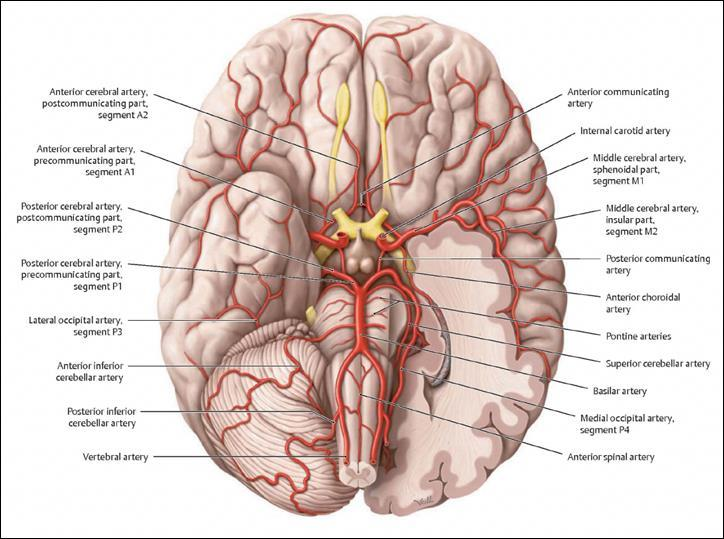 Anterior cerebral artery,
postcommunicating part,
segment A2
Anterior cerebral artery,
precommunicating part,
segment A1
Posterior cerebral artery,
postcommunicating part,
segment P2
Posterior cerebral artery,
precommunicating part,
segment P1
Lateral occipital artery,
segment P3
Anterior inferior
cerebellar artery
Posterior inferior
cerebellar artery
Vertebral artery
Anterior communicating
artery
Internal carotid artery
Middle cerebral artery,
sphenoidal part,
segment M1
Middle cerebral artery,
insular part,
segment M2
Posterior communicating
artery
Anterior choroidal
artery
Pontine arteries
Superior cerebellar artery
Basilar artery
Medial occipital artery,
segment P4
Anterior spinal artery